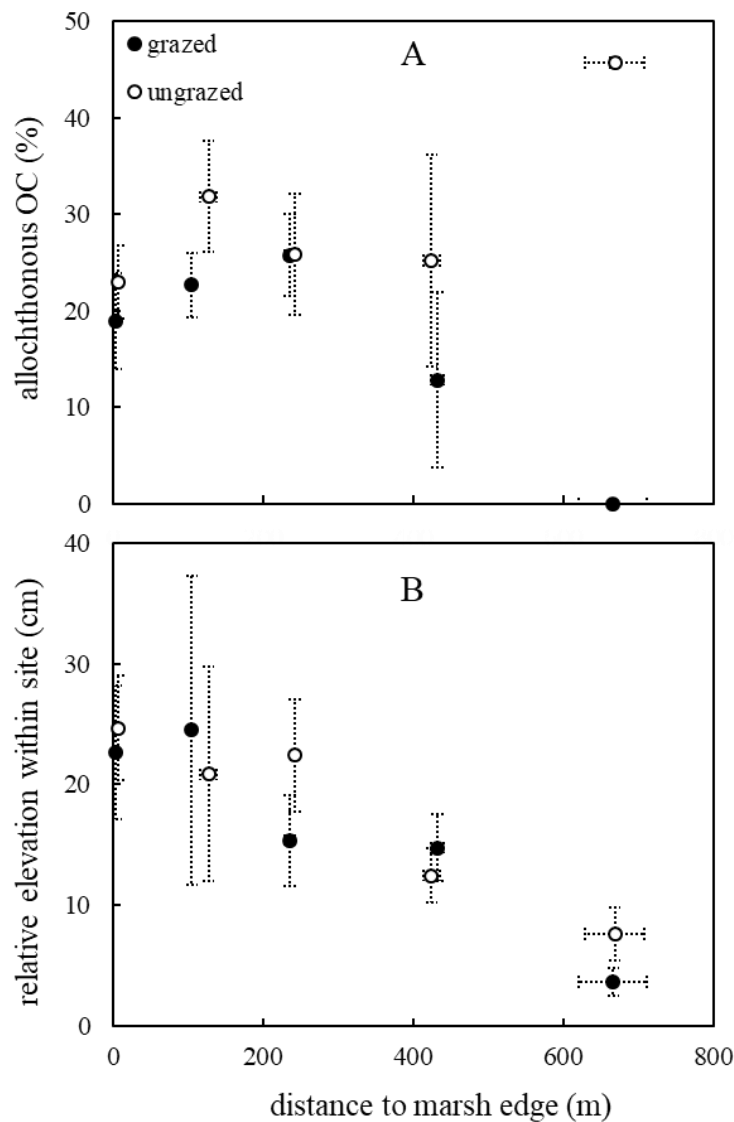 50
40
30
20
10
0
allochthonous OC (%)
grazed
ungrazed
A
40
30
20
10
0
relative elevation within site (cm)
B
0
200
400
600
800
distance to marsh edge (m)